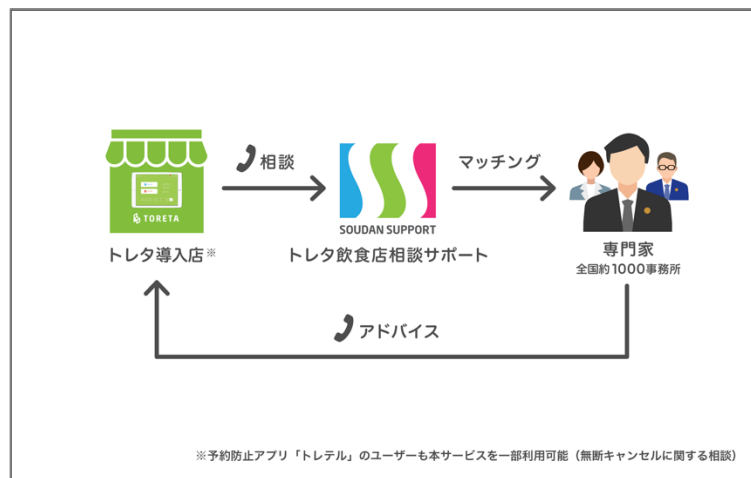 相談
マッチング
TORETA
SOUDAN SUPPORT
トレタ導入店※
トレタ飲食店相談サポート
専門家
全国約1000事務所
アドバイス
※予約防止アプリ「トレテル」のユーザーも本サービスを一部利用可能（無断キャンセルに関する相談）